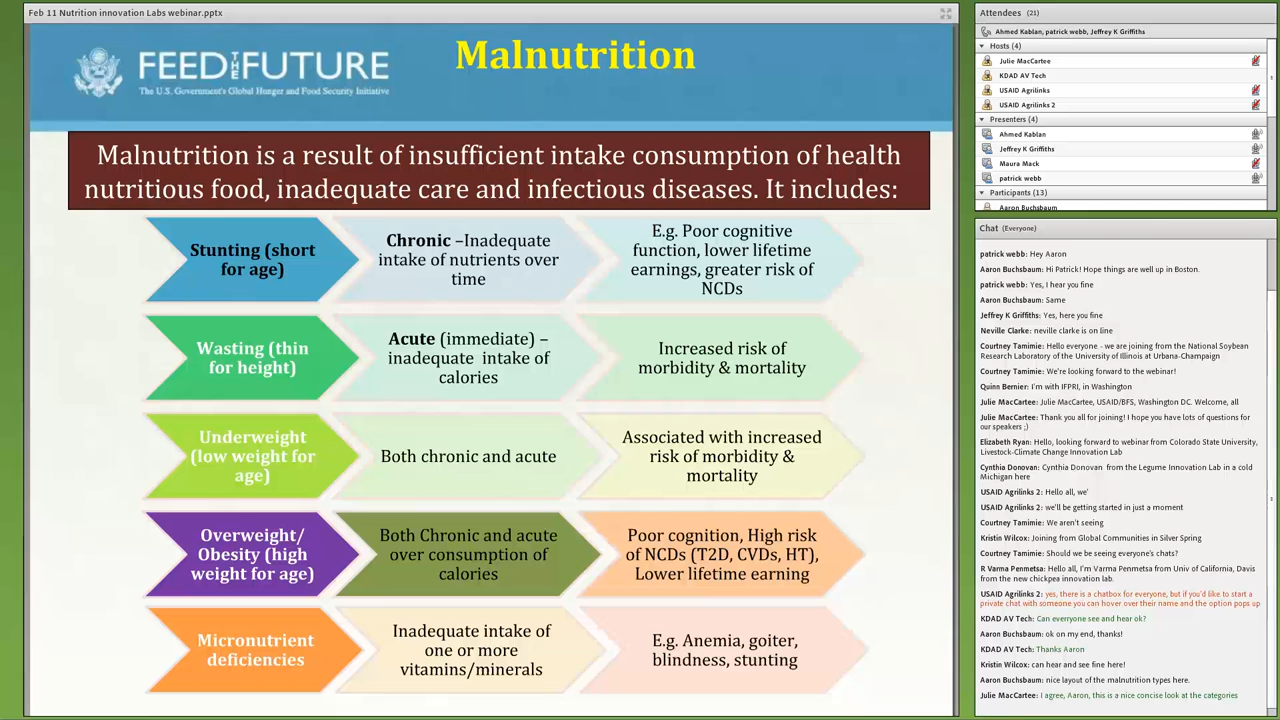 Feb 11 Nutrition innovation Labs webinar.pptx
FEED THE FUTURE
The U.S. Government's Global Hunger and Food Security Initiative
Malnutrition
Malnutrition is a result of insufficient intake consumption of health
nutritious food, inadequate care and infectious diseases. It includes:
Stunting (short
for age)
Chronic –Inadequate
intake of nutrients over
time
E.g. Poor cognitive
function, lower lifetime
earnings, greater risk of
NCDs
Wasting (thin
for height)
Acute (immediate) –
inadequate intake of
calories
Increased risk of
morbidity & mortality
Underweight
(low weight for
age)
Both chronic and acute
Associated with increased
risk of morbidity &
mortality
Overweight/
Obesity (high
weight for age)
Both Chronic and acute
over consumption of
calories
Poor cognition, High risk
of NCDs (T2D, CVDs, HT),
Lower lifetime earning
Micronutrient
deficiencies
Inadequate intake of
one or more
vitamins/minerals
E.g. Anemia, goiter,
blindness, stunting
Attendees (21)
Ahmed Kablan, patrick webb, Jeffrey K Griffiths
Hosts (4)
Julie MacCartee
KDAD AV Tech
USAID Agrilinks
USAID Agrilinks 2
Presenters (4)
Ahmed Kablan
Jeffrey K Griffiths
Maura Mack
patrick webb
Participants (13)
Aaron Buchsbaum
Chat (Everyone)
patrick webb: Hey Aaron
Aaron Buchsbaum: Hi Patrick! Hope things are well up in Boston.
patrick webb: Yes, I hear you fine
Aaron Buchsbaum: Same
Jeffrey K Griffiths: Yes, here you fine
Neville Clarke: neville clarke is on line
Courtney Tamimie: Hello everyone - we are joining from the National Soybean
Research Laboratory of the University of Illinois at Urbana-Champaign
Courtney Tamimie: We're looking forward to the webinar!
Quinn Bernier: I'm with IFPRI, in Washington
Julie MacCartee: Julie MacCartee, USAID/BFS, Washington DC. Welcome, all
Julie MacCartee: Thank you all for joining! I hope you have lots of questions for
our speakers ;)
Elizabeth Ryan: Hello, looking forward to webinar from Colorado State University,
Livestock-Climate Change Innovation Lab
Cynthia Donovan: Cynthia Donovan from the Legume Innovation Lab in a cold
Michigan here
USAID Agrilinks 2: Hello all, we'
USAID Agrilinks 2: we'll be getting started in just a moment
Courtney Tamimie: We aren't seeing
Kristin Wilcox: Joining from Global Communities in Silver Spring
Courtney Tamimie: Should we be seeing everyone's chats?
R Varma Penmetsa: Hello all, I'm Varma Penmetsa from Univ of California, Davis
from the new chickpea innovation lab.
USAID Agrilinks 2: yes, there is a chatbox for everyone, but if you'd like to start a
private chat with someone you can hover over their name and the option pops up
KDAD AV Tech: Can everyone see and hear ok?
Aaron Buchsbaum: ok on my end, thanks!
KDAD AV Tech: Thanks Aaron
Kristin Wilcox: can hear and see fine here!
Aaron Buchsbaum: nice layout of the malnutrition types here.
Julie MacCartee: I agree, Aaron, this is a nice concise look at the categories